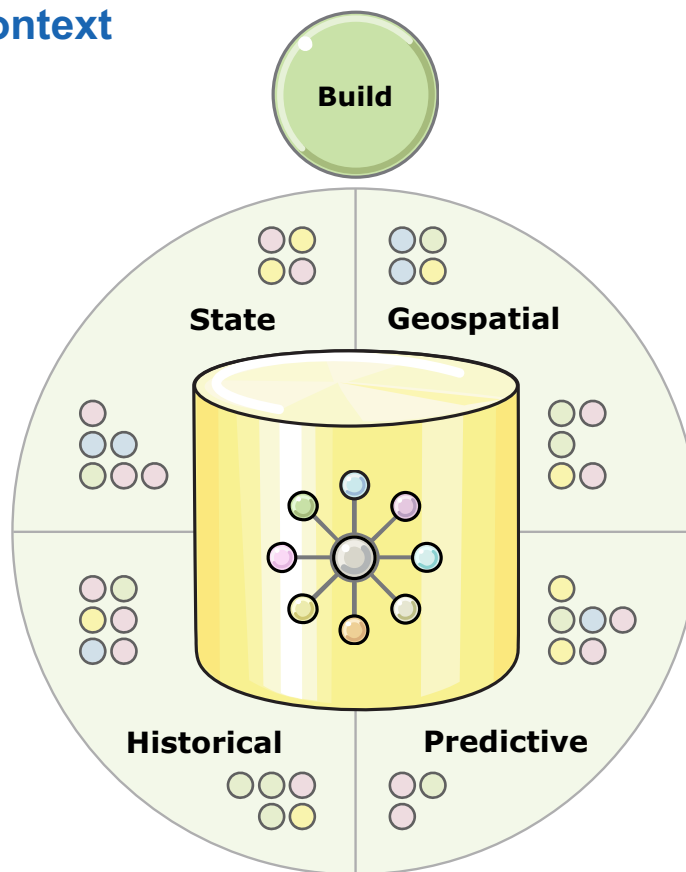 ontext
Build
State
Geospatial
Historical
Predictive